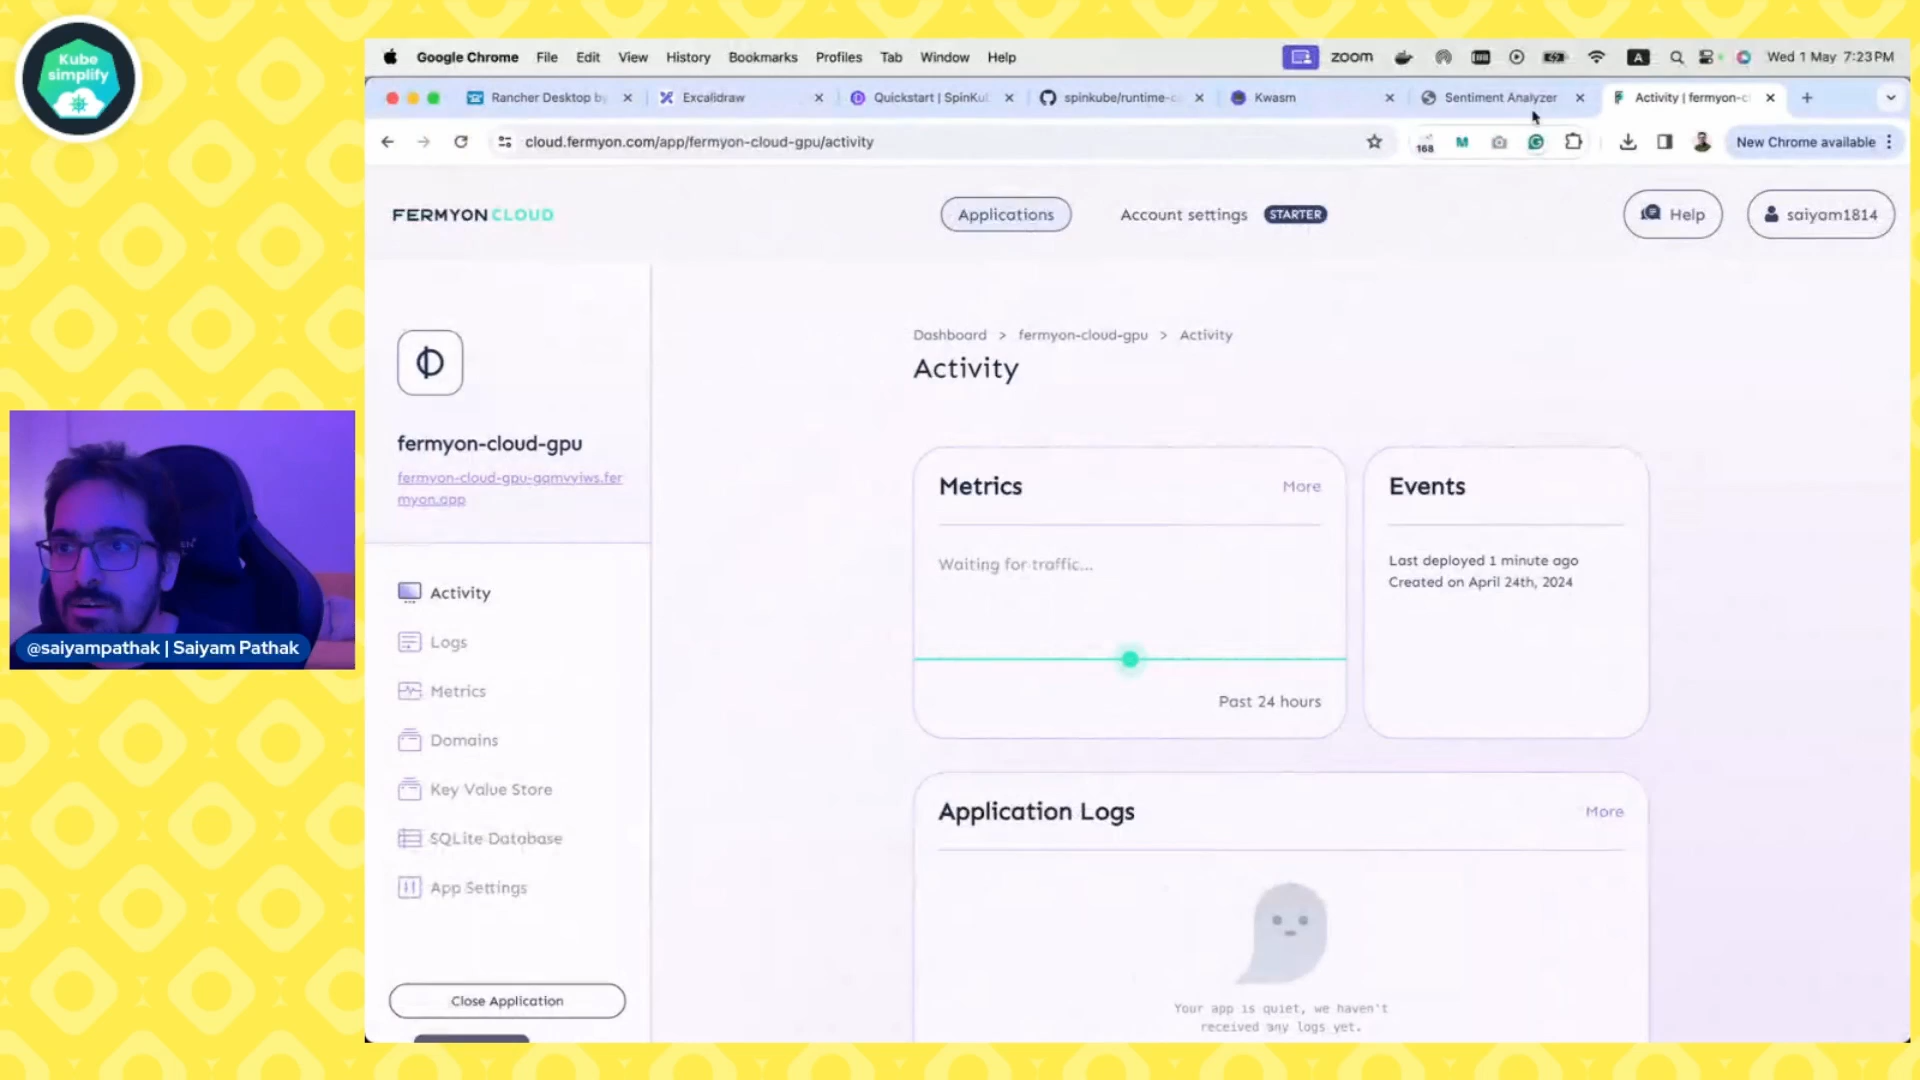 Kube
simplify
Google Chrome File Edit View History Bookmarks Profiles Tab Window Help
zoom
A
Wed 1 May 7:23 PM
Rancher Desktop by
Excalidraw
Quickstart | SpinKu
spinkube/runtime-c
Kwasm
Sentiment Analyzer
Activity | fermyon-c
cloud.fermyon.com/app/fermyon-cloud-gpu/activity
168
M
New Chrome available
FERMYON CLOUD
Applications
Account settings STARTER
Help
saiyam1814
fermyon-cloud-gpu
fermyon-cloud-gpu-gqmvyiws.fer
myon.app
Activity
Logs
Metrics
Domains
Key Value Store
SQLite Database
App Settings
Close Application
Dashboard > fermyon-cloud-gpu > Activity
Activity
Metrics
More
Waiting for traffic...
Past 24 hours
Events
Last deployed 1 minute ago
Created on April 24th, 2024
Application Logs
More
Your app is quiet, we haven't
received any logs yet.
@saiyampathak | Saiyam Pathak